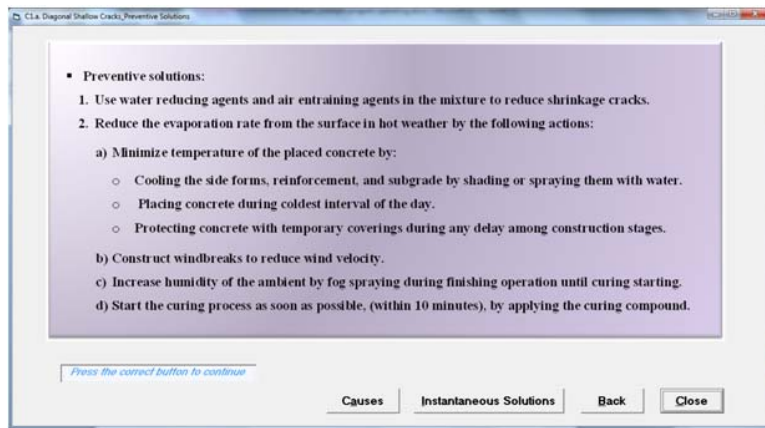 C1.a. Diagonal Shallow Cracks_Preventive Solutions
▪ Preventive solutions:
1. Use water reducing agents and air entraining agents in the mixture to reduce shrinkage cracks.
2. Reduce the evaporation rate from the surface in hot weather by the following actions:
a) Minimize temperature of the placed concrete by:
○ Cooling the side forms, reinforcement, and subgrade by shading or spraying them with water.
○ Placing concrete during coldest interval of the day.
○ Protecting concrete with temporary coverings during any delay among construction stages.
b) Construct windbreaks to reduce wind velocity.
c) Increase humidity of the ambient by fog spraying during finishing operation until curing starting.
d) Start the curing process as soon as possible, (within 10 minutes), by applying the curing compound.
Press the correct button to continue
Causes Instantaneous Solutions Back Close